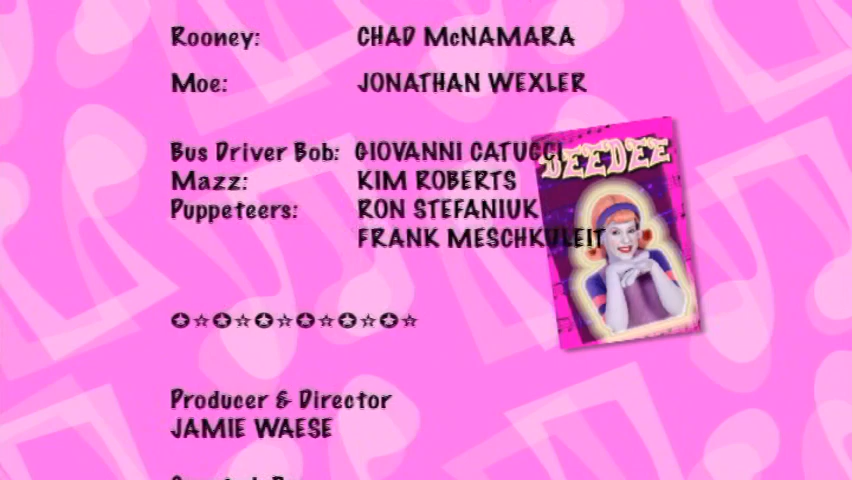 Rooney: CHAD McNAMARA
Moe: JONATHAN WEXLER
Bus Driver Bob: GIOVANNI CATUCCI
DEEDEE
Mazz: KIM ROBERTS
Puppeteers: RON STEFANIUK
FRANK MESCHKULEIT
Producer & Director
JAMIE WAESE